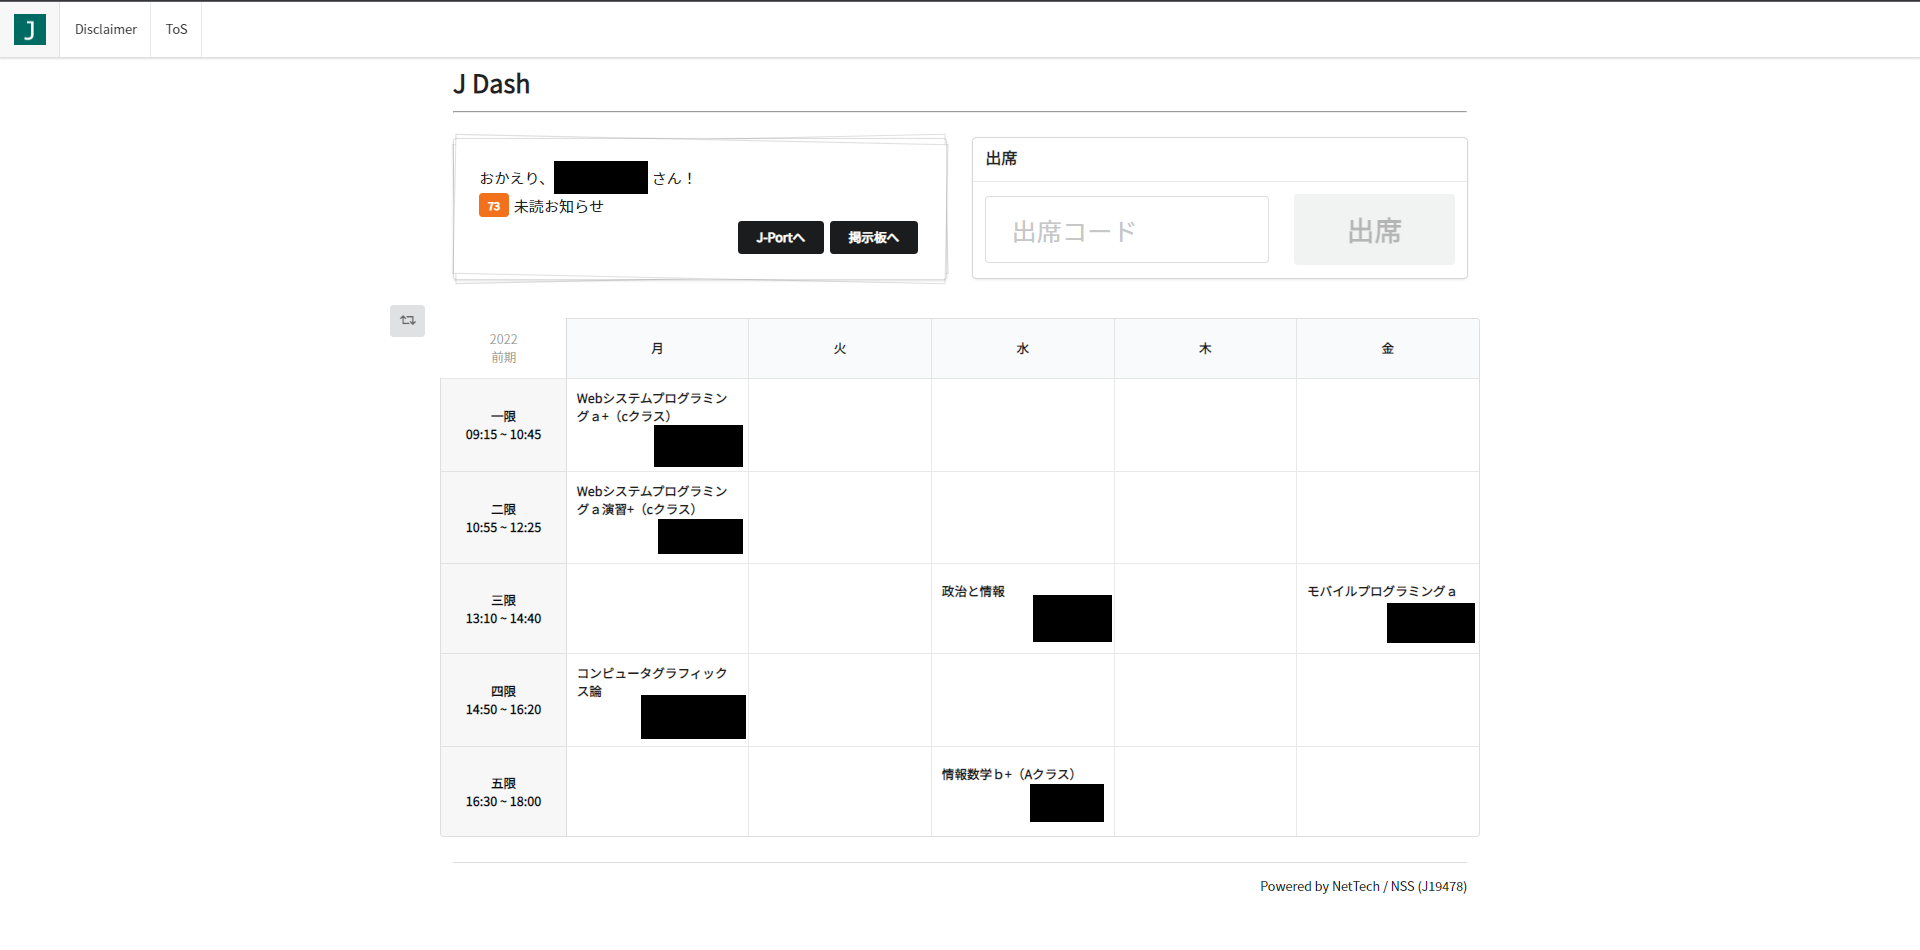 J
Disclaimer
ToS
J Dash
おかえり、 さん！
73 未読お知らせ
J-Portへ
掲示板へ
出席
出席コード
出席
2022
前期
月
火
水
木
金
一限
09:15 ~ 10:45
Webシステムプログラミン
グａ+（cクラス）
二限
10:55 ~ 12:25
Webシステムプログラミン
グａ演習+（cクラス）
三限
13:10 ~ 14:40
政治と情報
モバイルプログラミングａ
四限
14:50 ~ 16:20
コンピュータグラフィック
ス論
五限
16:30 ~ 18:00
情報数学ｂ+（Aクラス）
Powered by NetTech / NSS (J19478)